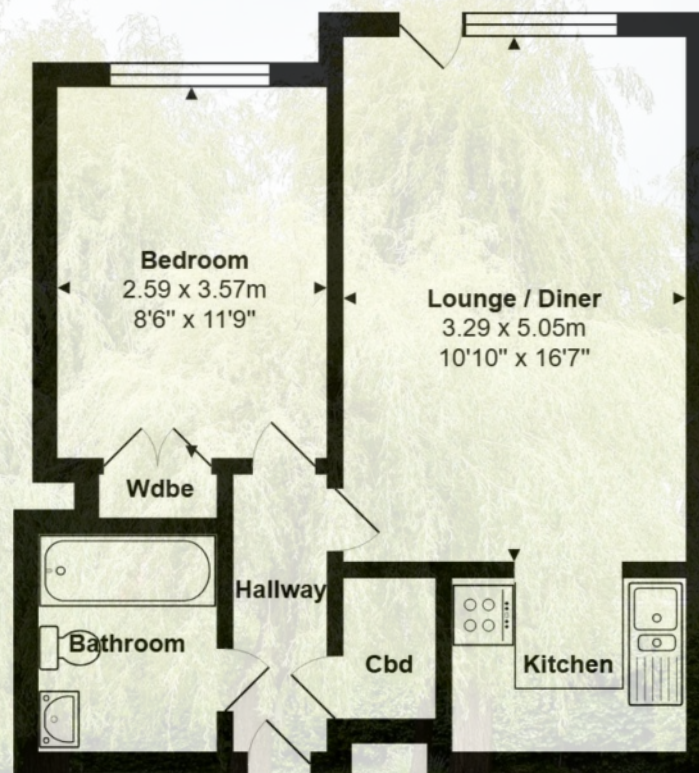 Bedroom
2.59 x 3.57m
8'6" x 11'9"
Lounge / Diner
3.29 x 5.05m
10'10" x 16'7"
Wdbe
Hallway
Bathroom
Cbd
Kitchen